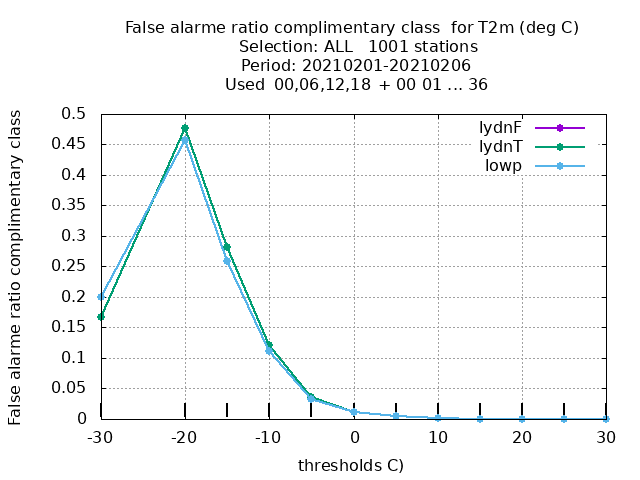 False alarme ratio complimentary class  for T2m (deg C)
Selection: ALL   1001 stations
Period: 20210201-20210206
Used  00,06,12,18  + 00 01 ... 36
False alarme ratio complimentary class
0.5
0.45
0.4
0.35
0.3
0.25
0.2
0.15
0.1
0.05
0
lydnF
lydnT
lowp
-30 -20 -10 0 10 20 30
thresholds C)